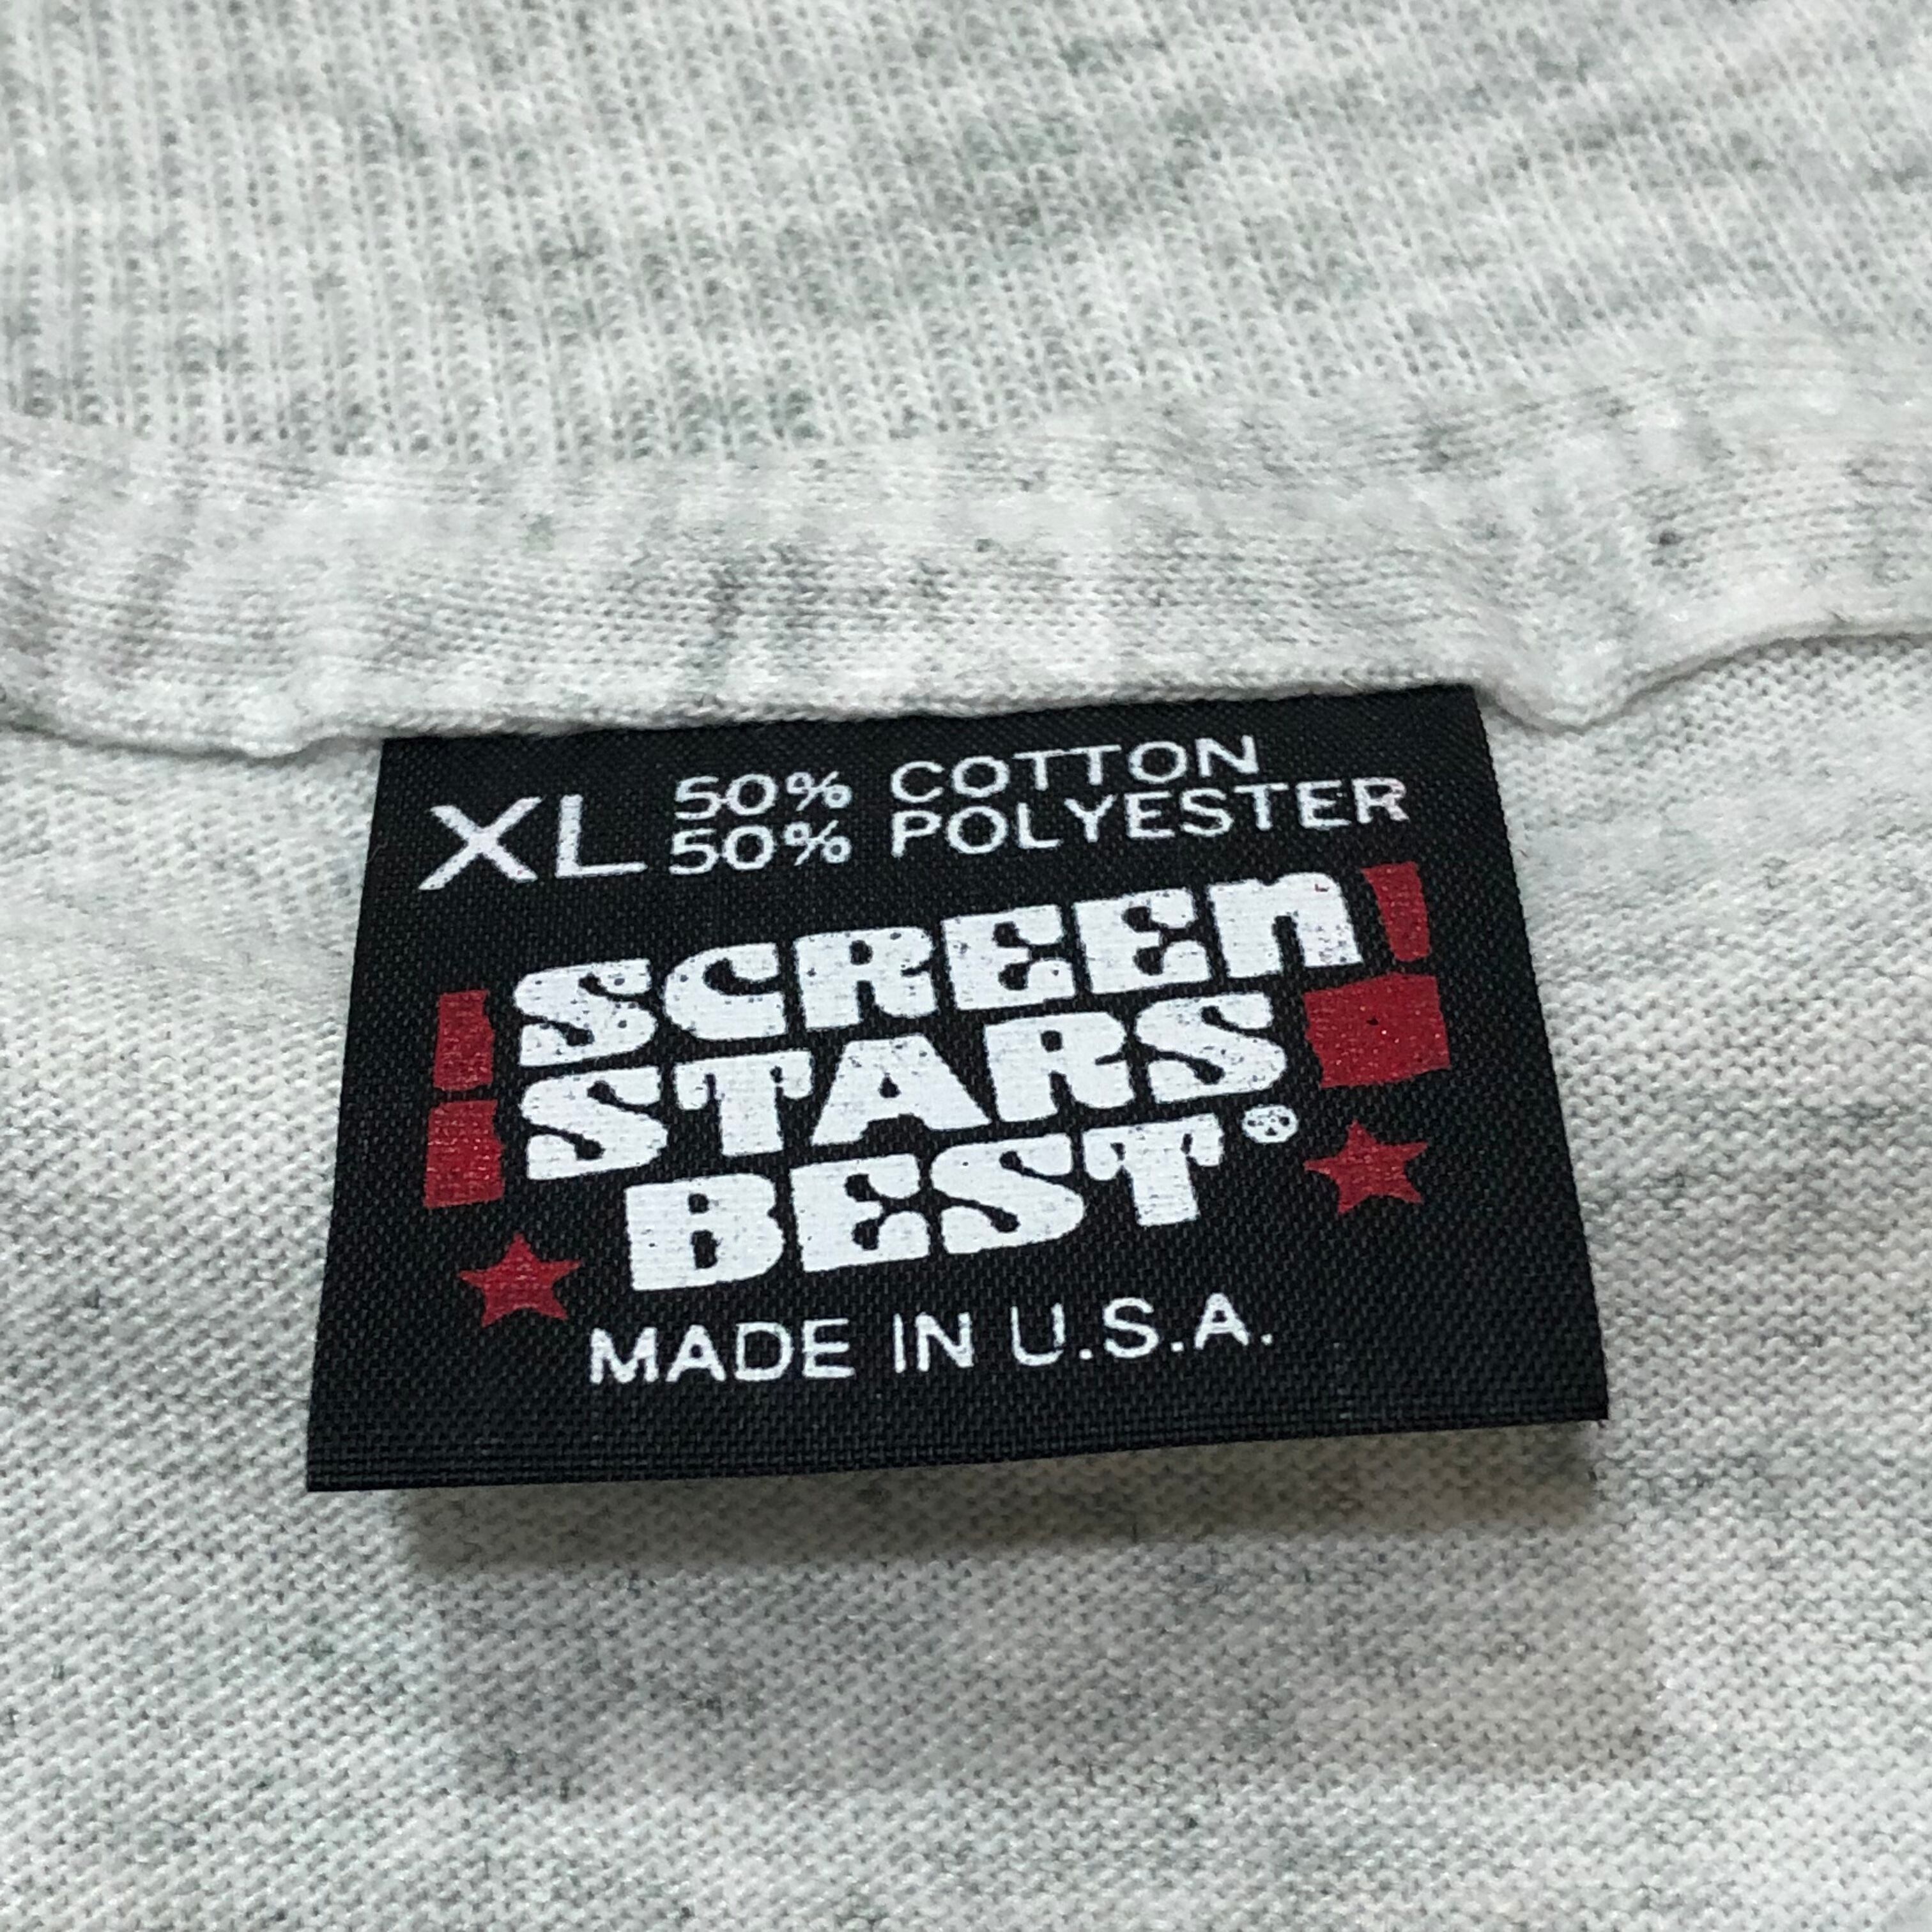 XL 50% COTTON
50% POLYESTER
SCREEN
STARS
BEST®
MADE IN U.S.A.